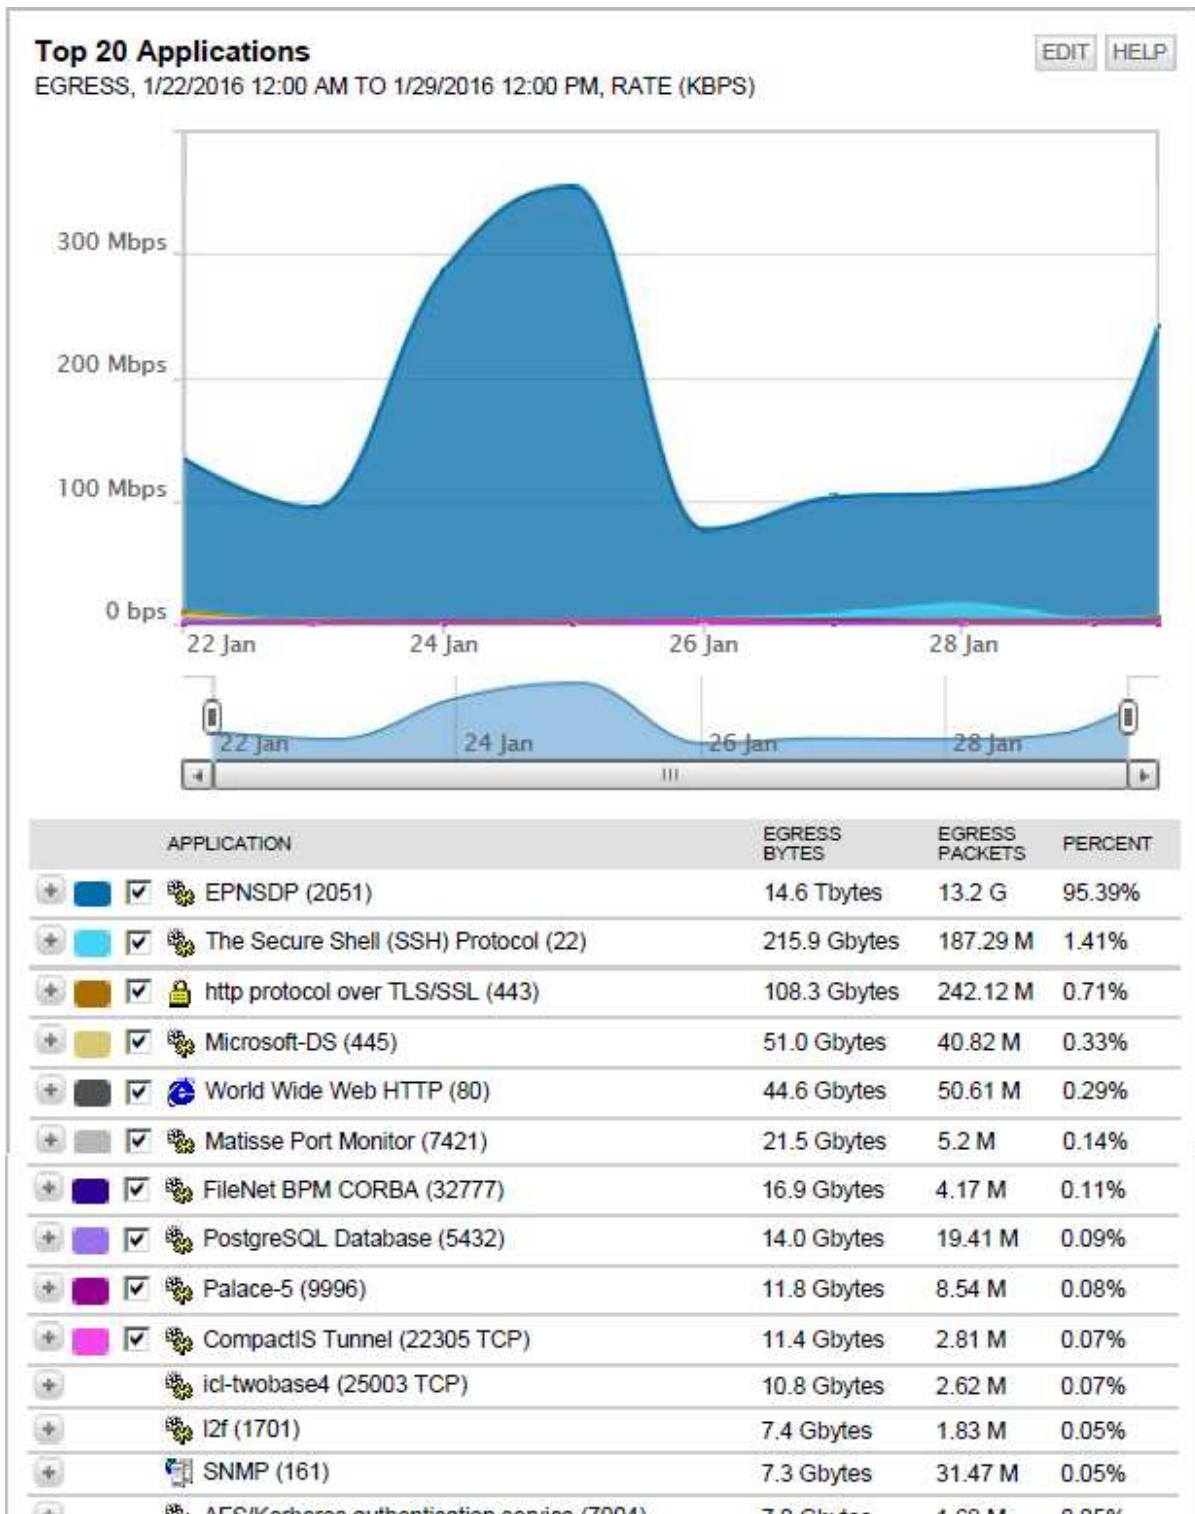 Top 20 Applications
EDIT HELP
EGRESS, 1/22/2016 12:00 AM TO 1/29/2016 12:00 PM, RATE (KBPS)
300 Mbps
200 Mbps
100 Mbps
0 bps
22 Jan 24 Jan 26 Jan 28 Jan
22 Jan 24 Jan 26 Jan 28 Jan
APPLICATION EGRESS BYTES EGRESS PACKETS PERCENT
EPNSDP (2051) 14.6 Tbytes 13.2 G 95.39%
The Secure Shell (SSH) Protocol (22) 215.9 Gbytes 187.29 M 1.41%
http protocol over TLS/SSL (443) 108.3 Gbytes 242.12 M 0.71%
Microsoft-DS (445) 51.0 Gbytes 40.82 M 0.33%
World Wide Web HTTP (80) 44.6 Gbytes 50.61 M 0.29%
Matisse Port Monitor (7421) 21.5 Gbytes 5.2 M 0.14%
FileNet BPM CORBA (32777) 16.9 Gbytes 4.17 M 0.11%
PostgreSQL Database (5432) 14.0 Gbytes 19.41 M 0.09%
Palace-5 (9996) 11.8 Gbytes 8.54 M 0.08%
CompactIS Tunnel (22305 TCP) 11.4 Gbytes 2.81 M 0.07%
icl-twobase4 (25003 TCP) 10.8 Gbytes 2.62 M 0.07%
l2f (1701) 7.4 Gbytes 1.83 M 0.05%
SNMP (161) 7.3 Gbytes 31.47 M 0.05%
AFS/Kerberos authentication service (7004)